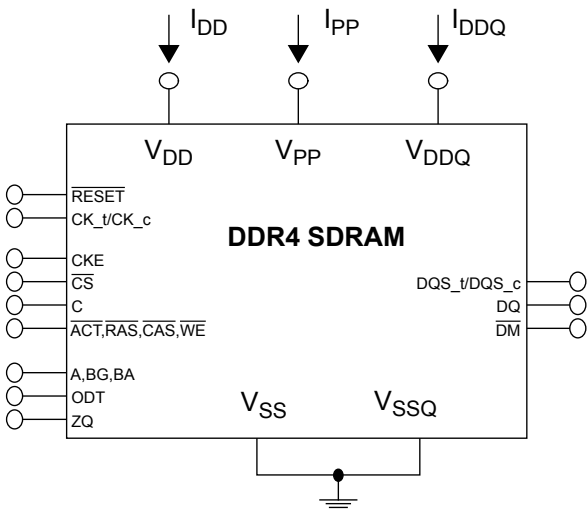 IDD IPP IDDQ
VDD VPP VDDQ
RESET
CK_t/CK_c
DDR4 SDRAM
CKE
CS
DQS_t/DQS_c
C
DQ
ACT,RAS,CAS,WE
DM
A,BG,BA
ODT
VSS VSSQ
ZQ